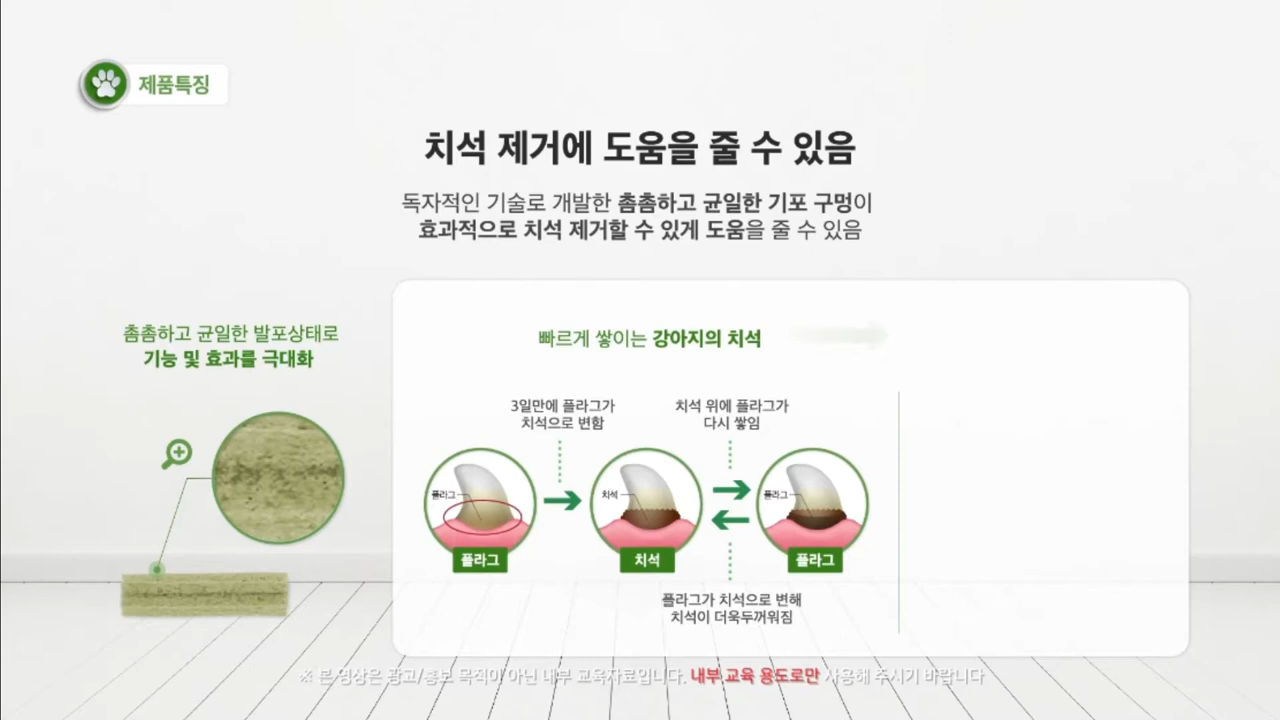 제품특징
치석 제거에 도움을 줄 수 있음
독자적인 기술로 개발한 촘촘하고 균일한 기포 구멍이
효과적으로 치석 제거할 수 있게 도움을 줄 수 있음
촘촘하고 균일한 발포상태로
기능 및 효과를 극대화
빠르게 쌓이는 강아지의 치석
3일만에 플라그가
치석으로 변함
치석 위에 플라그가
다시 쌓임
플라그
치석
플라그
플라그
치석
플라그
플라그가 치석으로 변해
치석이 더욱두꺼워짐
※ 본 영상은 광고/홍보 목적이 아닌 내부 교육자료입니다. 내부 교육 용도로만 사용해 주시기 바랍니다